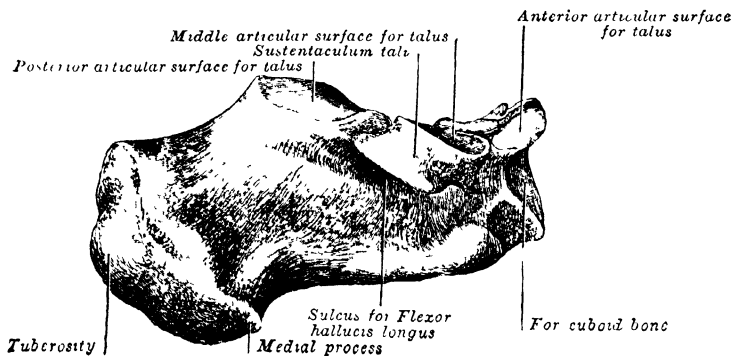 Anterior articular surface
for talus
Middle articular surface for talus
Sustentaculum tali
Posterior articular surface for talus
Sulcus for Flexor
hallucis longus
For cuboid bone
Tuberosity
Medial process